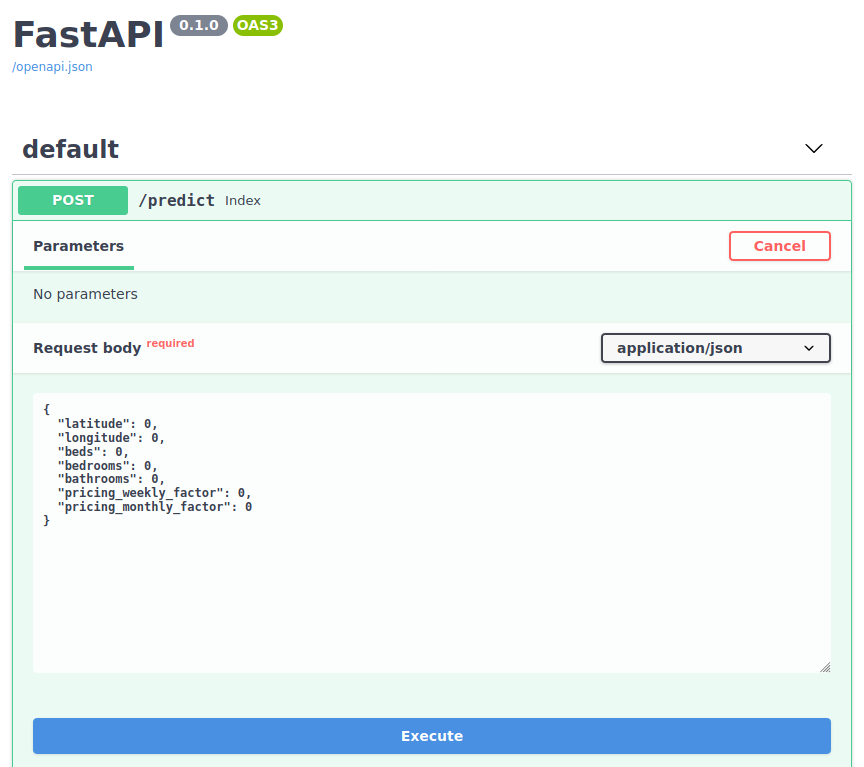 FastAPI 0.1.0 OAS3
/openapi.json
default
POST /predict Index
Parameters Cancel
No parameters
Request body required application/json
{
  "latitude": 0,
  "longitude": 0,
  "beds": 0,
  "bedrooms": 0,
  "bathrooms": 0,
  "pricing_weekly_factor": 0,
  "pricing_monthly_factor": 0
}
Execute